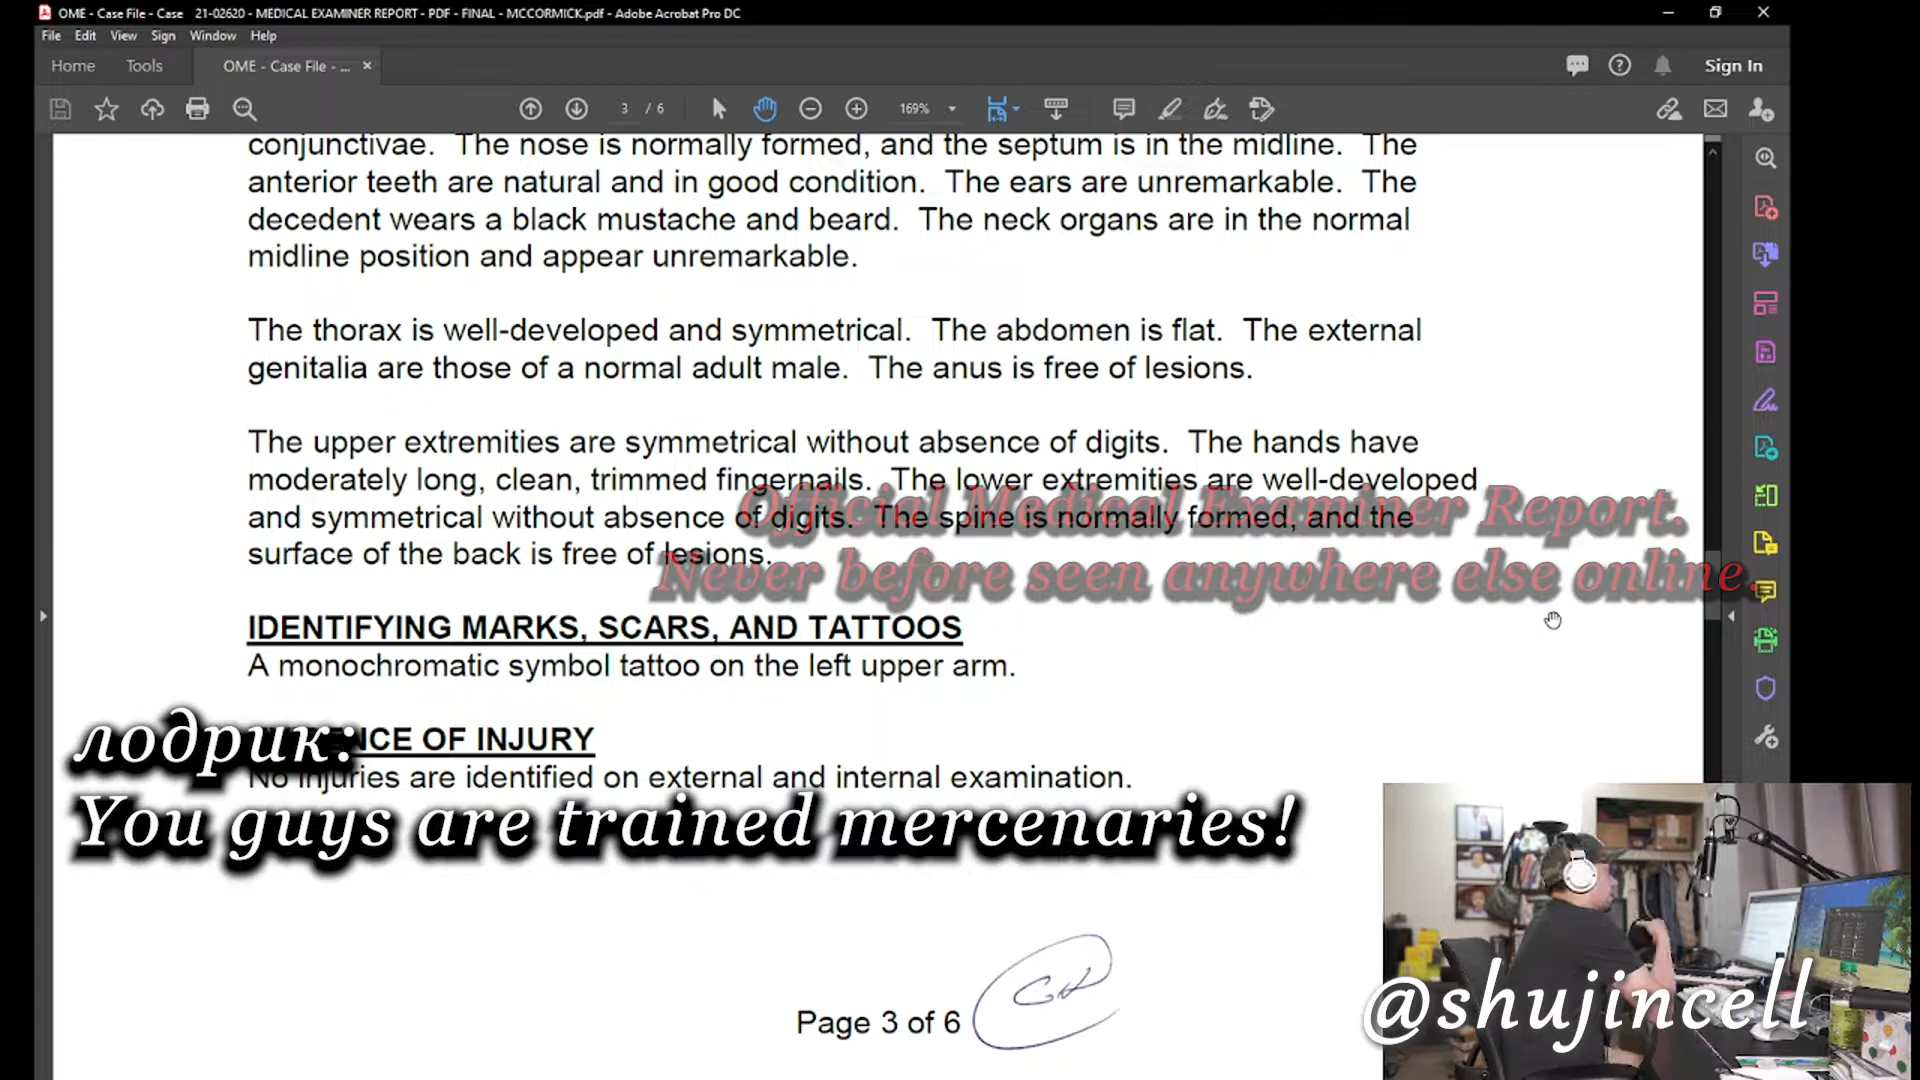 OME - Case File - Case 21-02620 - MEDICAL EXAMINER REPORT - PDF - FINAL - MCCORMICK.pdf - Adobe Acrobat Pro DC
File Edit View Sign Window Help
Home Tools OME - Case File - ... × Sign In
3 / 6 169%
conjunctivae. The nose is normally formed, and the septum is in the midline. The
anterior teeth are natural and in good condition. The ears are unremarkable. The
decedent wears a black mustache and beard. The neck organs are in the normal
midline position and appear unremarkable.
The thorax is well-developed and symmetrical. The abdomen is flat. The external
genitalia are those of a normal adult male. The anus is free of lesions.
The upper extremities are symmetrical without absence of digits. The hands have
moderately long, clean, trimmed fingernails. The lower extremities are well-developed
and symmetrical without absence of digits. The spine is normally formed, and the
surface of the back is free of lesions.
Official Medical Examiner Report.
Never before seen anywhere else online.
IDENTIFYING MARKS, SCARS, AND TATTOOS
A monochromatic symbol tattoo on the left upper arm.
NCE OF INJURY
No injuries are identified on external and internal examination.
лодрик:
You guys are trained mercenaries!
Page 3 of 6
@shujincell